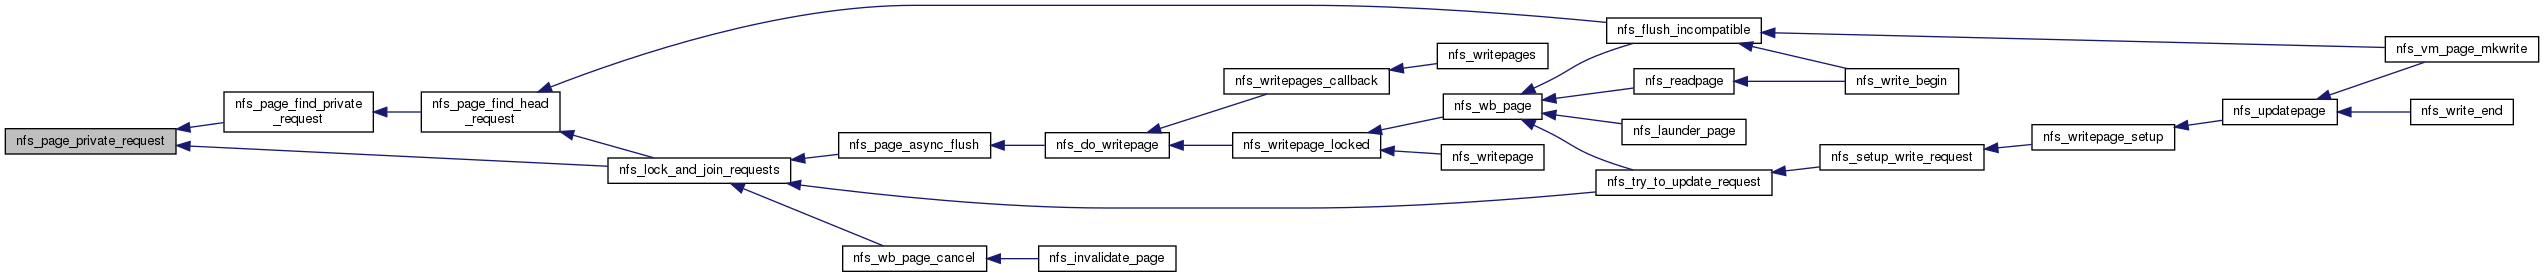 nfs_page_private_request
nfs_page_find_private
_request
nfs_page_find_head
_request
nfs_lock_and_join_requests
nfs_page_async_flush
nfs_wb_page_cancel
nfs_do_writepage
nfs_invalidate_page
nfs_writepages_callback
nfs_writepage_locked
nfs_writepages
nfs_wb_page
nfs_writepage
nfs_flush_incompatible
nfs_readpage
nfs_launder_page
nfs_try_to_update_request
nfs_write_begin
nfs_setup_write_request
nfs_writepage_setup
nfs_updatepage
nfs_vm_page_mkwrite
nfs_write_end